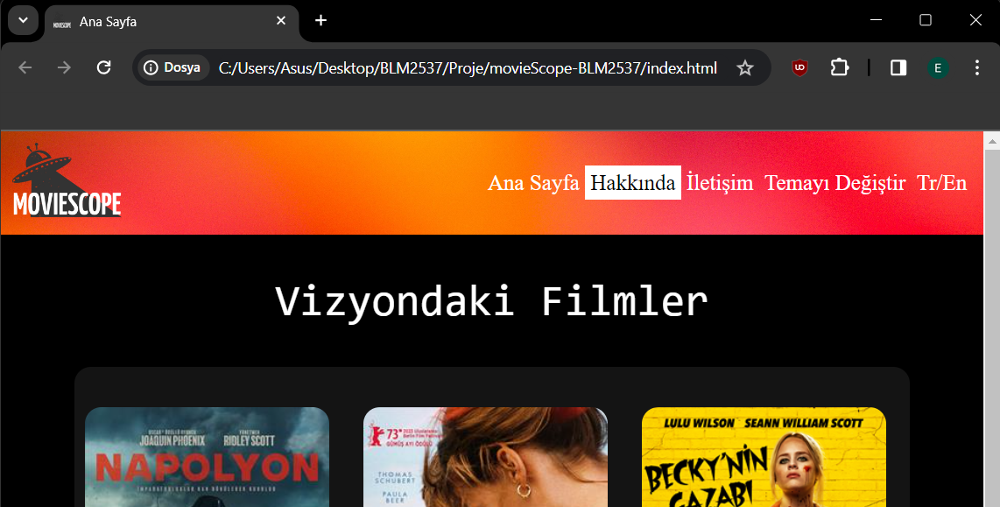 MOVIESCOPE Ana Sayfa
Dosya C:/Users/Asus/Desktop/BLM2537/Proje/movieScope-BLM2537/index.html E
MOVIESCOPE
Ana Sayfa Hakkında İletişim Temayı Değiştir Tr/En
Vizyondaki Filmler
JOAQUIN PHOENIX RIDLEY SCOTT
NAPOLYON
73
GÜMÜŞ AYI ÖDÜLÜ
THOMAS
SCHUBERT
PAULA
BEER
LULU WILSON SEANN WILLIAM SCOTT
BECKY'NİN
GAZABI